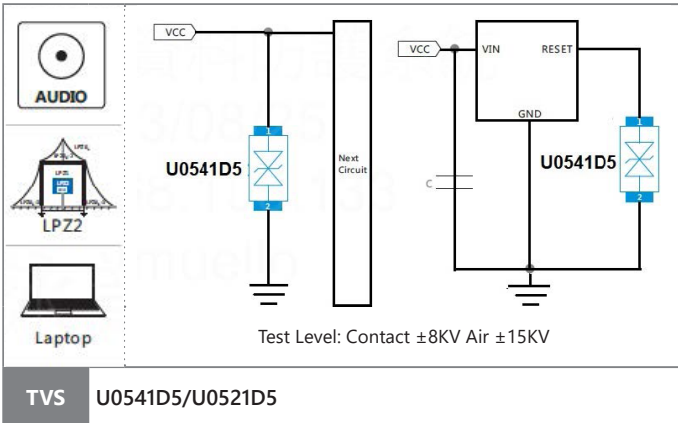 AUDIO
LPZ2
Laptop
VCC
1
U0541D5
2
Next
Circuit
VCC
VIN
RESET
GND
C
1
U0541D5
2
Test Level: Contact ±8KV Air ±15KV
TVS
U0541D5/U0521D5